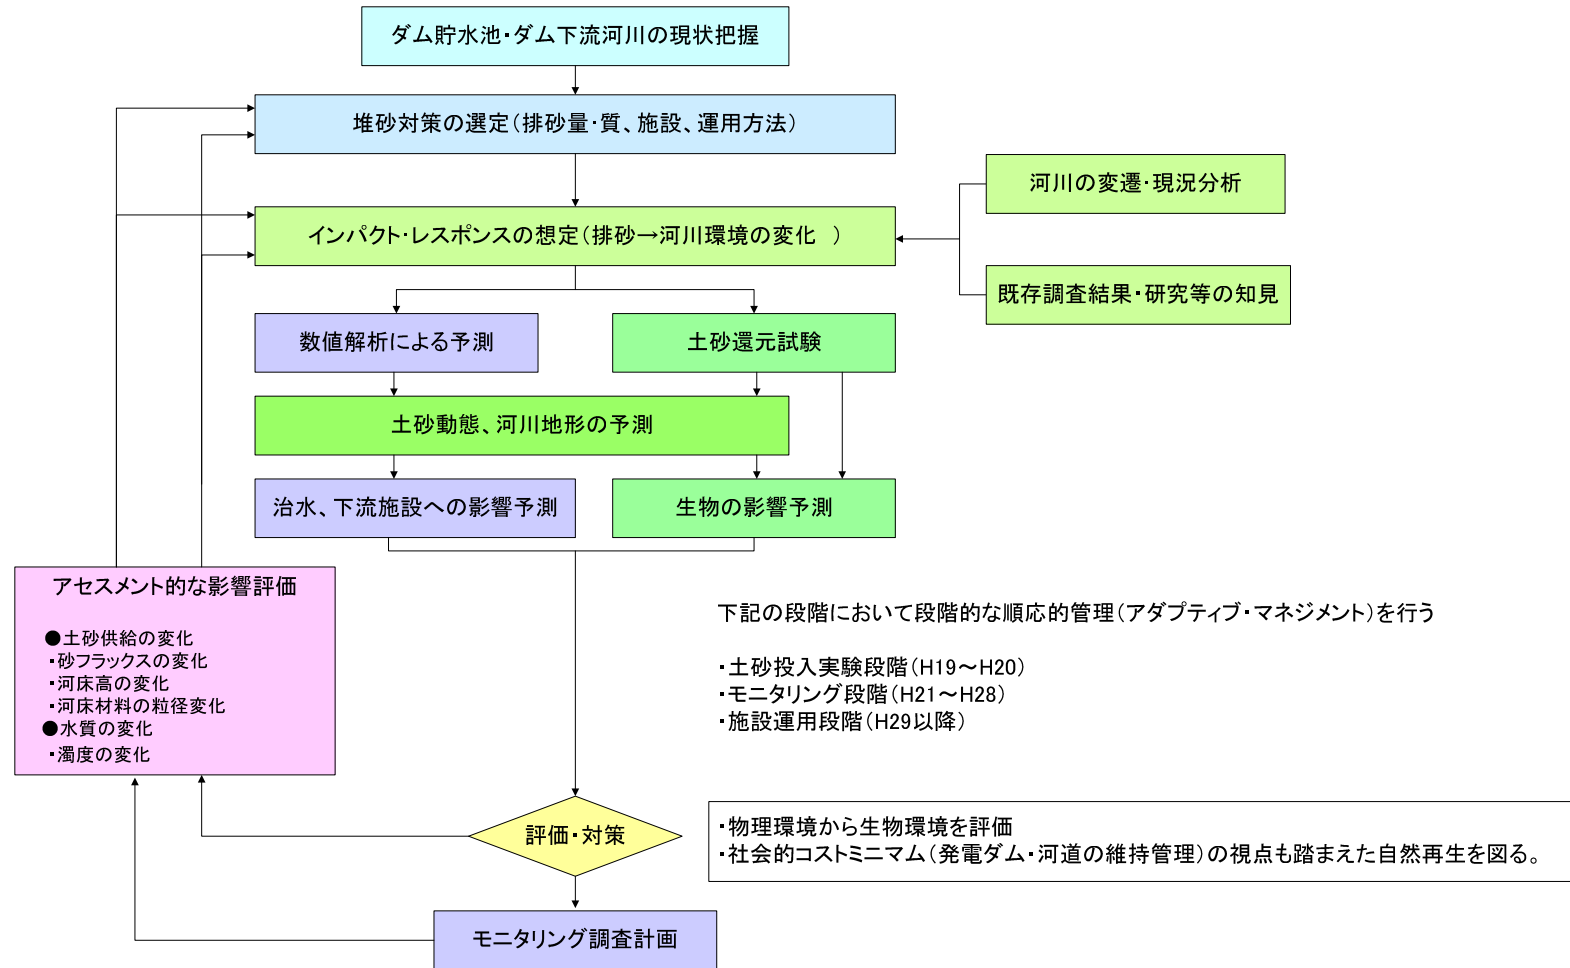 ダム貯水池・ダム下流河川の現状把握
堆砂対策の選定（排砂量・質、施設、運用方法）
河川の変遷・現況分析
インパクト・レスポンスの想定（排砂→河川環境の変化　）
既存調査結果・研究等の知見
数値解析による予測
土砂還元試験
土砂動態、河川地形の予測
治水、下流施設への影響予測
生物の影響予測
アセスメント的な影響評価
●土砂供給の変化
・砂フラックスの変化
・河床高の変化
・河床材料の粒径変化
●水質の変化
・濁度の変化
下記の段階において段階的な順応的管理（アダプティブ・マネジメント）を行う
・土砂投入実験段階（H19～H20）
・モニタリング段階（H21～H28）
・施設運用段階（H29以降）
評価・対策
・物理環境から生物環境を評価
・社会的コストミニマム（発電ダム・河道の維持管理）の視点も踏まえた自然再生を図る。
モニタリング調査計画